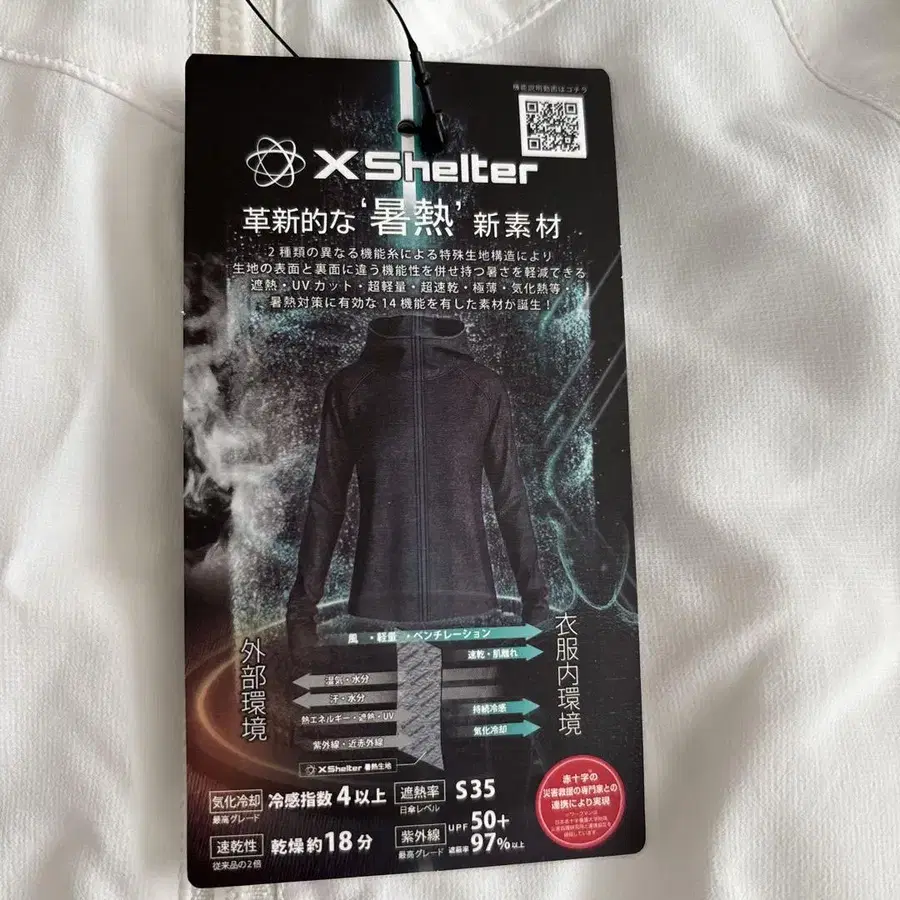 機能説明動画はコチラ
X Shelter
革新的な‘暑熱’新素材
2種類の異なる機能糸による特殊生地構造により
生地の表面と裏面に違う機能性を併せ持つ暑さを軽減できる
遮熱・UVカット・超軽量・超速乾・極薄・気化熱等・
暑熱対策に有効な14機能を有した素材が誕生！
風・軽量・ベンチレーション
速乾・肌離れ
外部環境
衣服内環境
湿気・水分
汗・水分
熱エネルギー・遮熱・UV
紫外線・近赤外線
持続冷感
気化冷却
X Shelter 暑熱生地
気化冷却 冷感指数4以上
最高グレード
遮熱率 S35
日傘レベル
速乾性 乾燥約18分
従来品の2倍
紫外線 UPF 50+
最高グレード 遮蔽率 97%以上
赤十字の
災害救援の専門家との
連携により実現